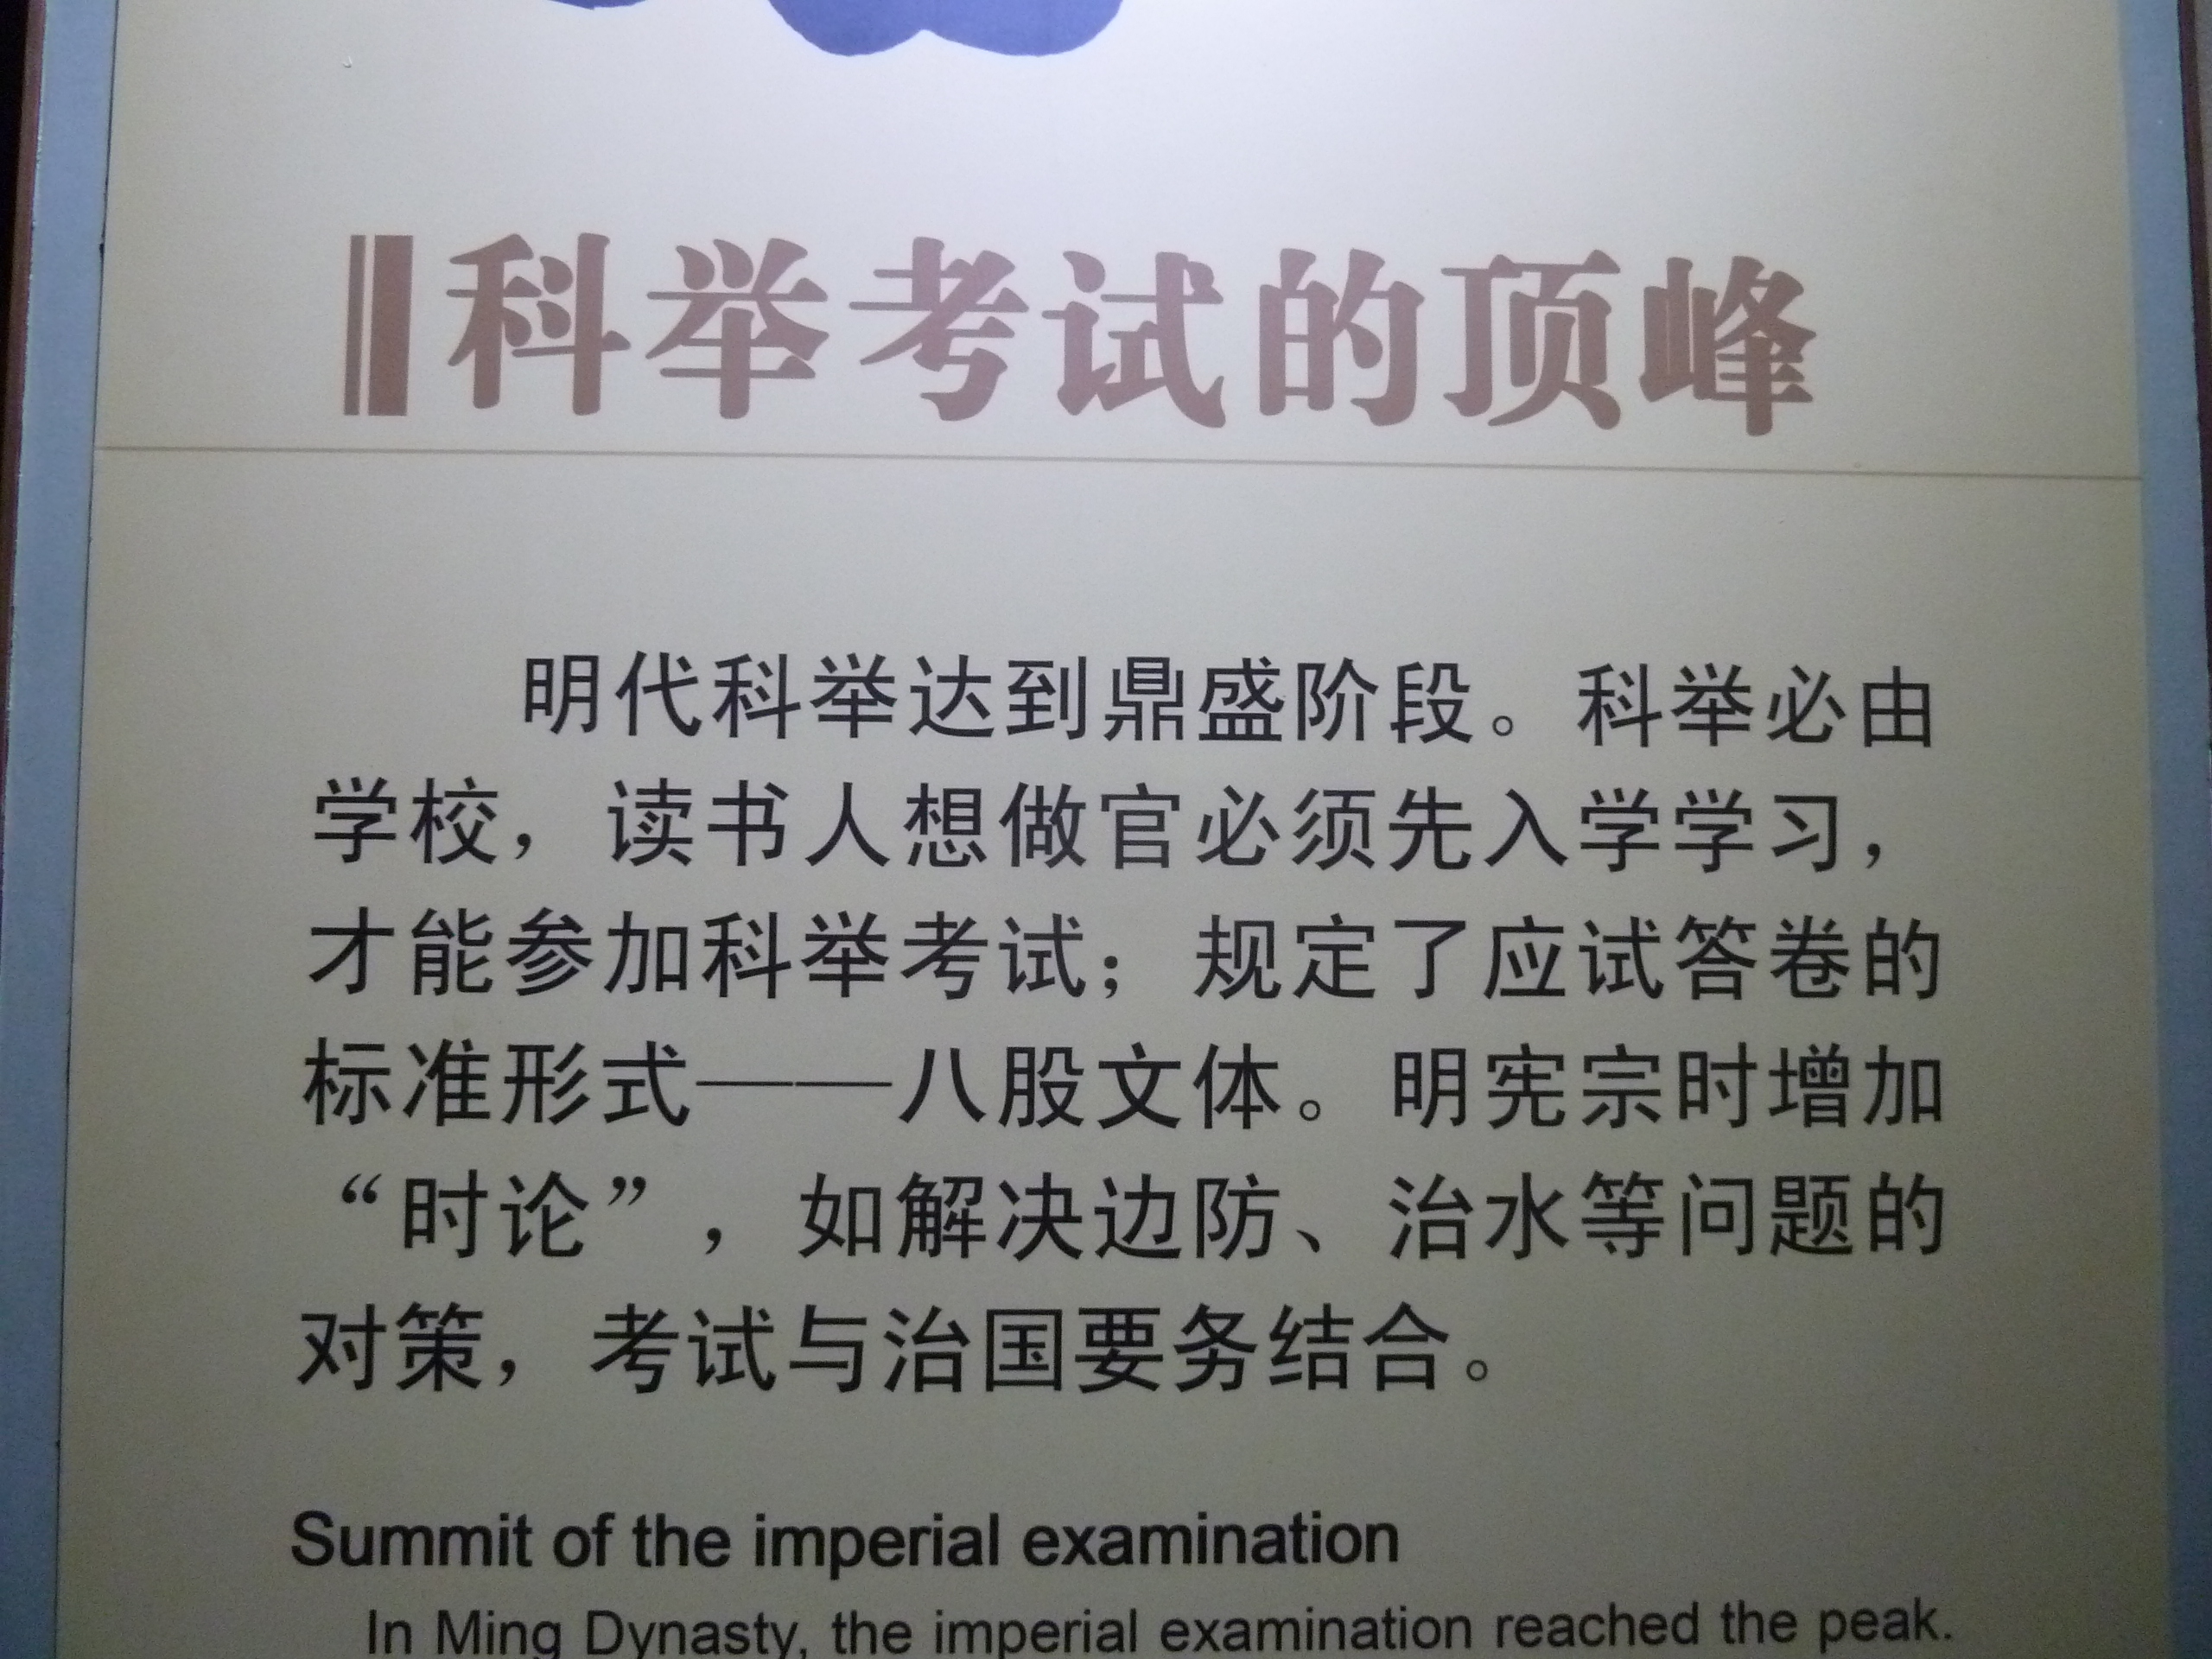 科举考试的顶峰
明代科举达到鼎盛阶段。科举必由
学校，读书人想做官必须先入学学习，
才能参加科举考试；规定了应试答卷的
标准形式——八股文体。明宪宗时增加
“时论”，如解决边防、治水等问题的
对策，考试与治国要务结合。
Summit of the imperial examination
In Ming Dynasty, the imperial examination reached the peak.